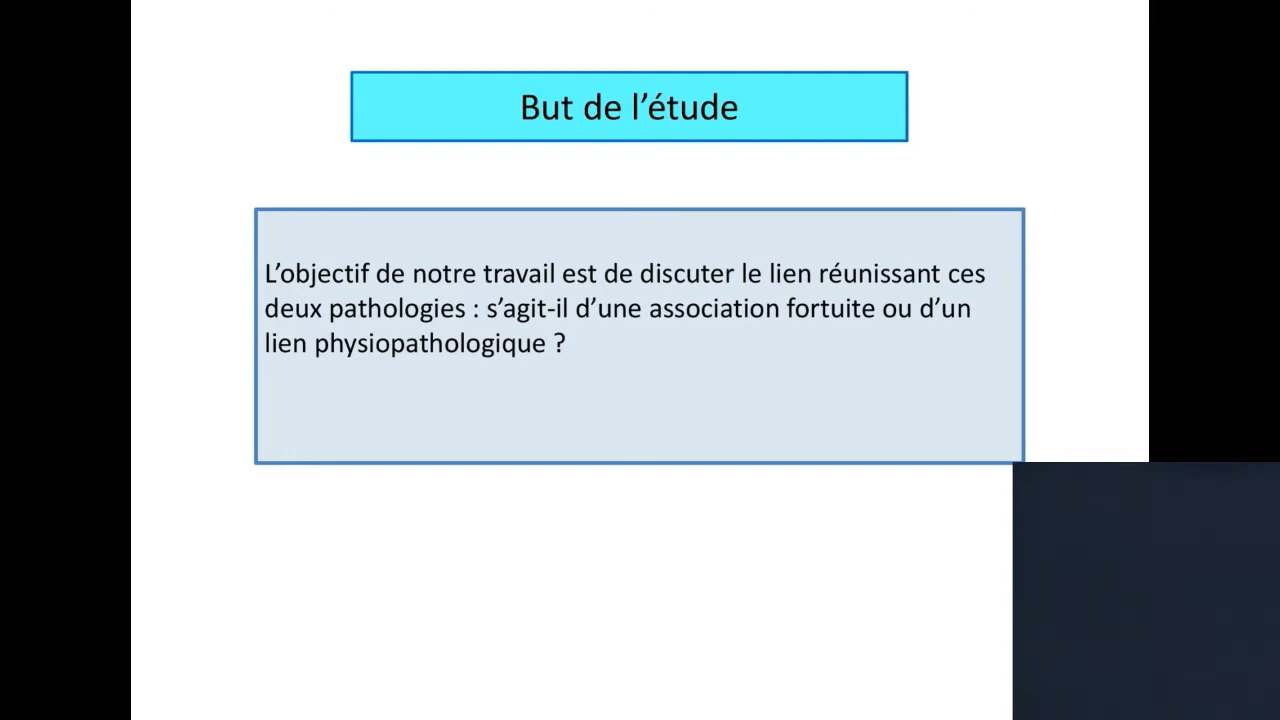 But de l’étude
L’objectif de notre travail est de discuter le lien réunissant ces
deux pathologies : s’agit-il d’une association fortuite ou d’un
lien physiopathologique ?